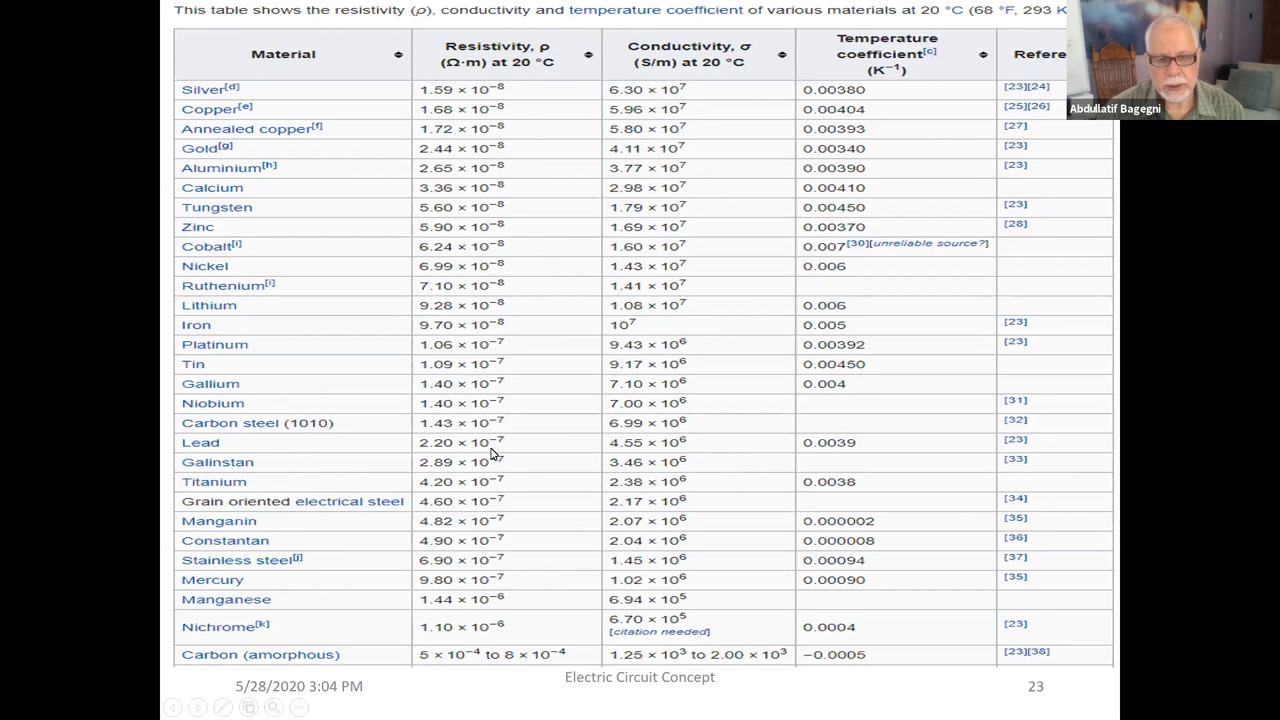 This table shows the resistivity (ρ), conductivity and temperature coefficient of various materials at 20 °C (68 °F, 293 K
Abdullatif Bagegni
Material Resistivity, ρ (Ω·m) at 20 °C Conductivity, σ (S/m) at 20 °C Temperature coefficient[c] (K−1) Refere
Silver[d] 1.59 × 10−8 6.30 × 107 0.00380 [23][24]
Copper[e] 1.68 × 10−8 5.96 × 107 0.00404 [25][26]
Annealed copper[f] 1.72 × 10−8 5.80 × 107 0.00393 [27]
Gold[g] 2.44 × 10−8 4.11 × 107 0.00340 [23]
Aluminium[h] 2.65 × 10−8 3.77 × 107 0.00390 [23]
Calcium 3.36 × 10−8 2.98 × 107 0.00410
Tungsten 5.60 × 10−8 1.79 × 107 0.00450 [23]
Zinc 5.90 × 10−8 1.69 × 107 0.00370 [28]
Cobalt[i] 6.24 × 10−8 1.60 × 107 0.007[30][unreliable source?]
Nickel 6.99 × 10−8 1.43 × 107 0.006
Ruthenium[i] 7.10 × 10−8 1.41 × 107
Lithium 9.28 × 10−8 1.08 × 107 0.006
Iron 9.70 × 10−8 107 0.005 [23]
Platinum 1.06 × 10−7 9.43 × 106 0.00392 [23]
Tin 1.09 × 10−7 9.17 × 106 0.00450
Gallium 1.40 × 10−7 7.10 × 106 0.004
Niobium 1.40 × 10−7 7.00 × 106 [31]
Carbon steel (1010) 1.43 × 10−7 6.99 × 106 [32]
Lead 2.20 × 10−7 4.55 × 106 0.0039 [23]
Galinstan 2.89 × 10−7 3.46 × 106 [33]
Titanium 4.20 × 10−7 2.38 × 106 0.0038
Grain oriented electrical steel 4.60 × 10−7 2.17 × 106 [34]
Manganin 4.82 × 10−7 2.07 × 106 0.000002 [35]
Constantan 4.90 × 10−7 2.04 × 106 0.000008 [36]
Stainless steel[j] 6.90 × 10−7 1.45 × 106 0.00094 [37]
Mercury 9.80 × 10−7 1.02 × 106 0.00090 [35]
Manganese 1.44 × 10−6 6.94 × 105
Nichrome[k] 1.10 × 10−6 6.70 × 105 [citation needed] 0.0004 [23]
Carbon (amorphous) 5 × 10−4 to 8 × 10−4 1.25 × 103 to 2.00 × 103 −0.0005 [23][38]
5/28/2020 3:04 PM Electric Circuit Concept 23